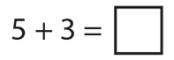 5 + 3 =